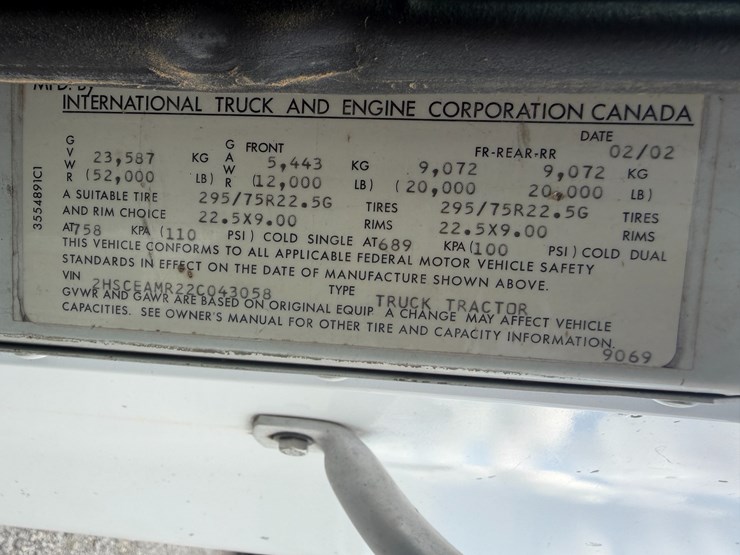 MFD. By
INTERNATIONAL TRUCK AND ENGINE CORPORATION CANADA
GVWR 23,587 KG GAWR FRONT 5,443 KG FR-REAR-RR 9,072 9,072 KG DATE 02/02
(52,000 LB) (12,000 LB) (20,000 20,000 LB)
A SUITABLE TIRE 295/75R22.5G TIRES 295/75R22.5G TIRES
AND RIM CHOICE 22.5X9.00 RIMS 22.5X9.00 RIMS
AT 758 KPA (110 PSI) COLD SINGLE AT 689 KPA (100 PSI) COLD DUAL
THIS VEHICLE CONFORMS TO ALL APPLICABLE FEDERAL MOTOR VEHICLE SAFETY
STANDARDS IN EFFECT ON THE DATE OF MANUFACTURE SHOWN ABOVE.
VIN 2HSCEAMR22C043058 TYPE TRUCK TRACTOR
GVWR AND GAWR ARE BASED ON ORIGINAL EQUIP A CHANGE MAY AFFECT VEHICLE
CAPACITIES. SEE OWNER'S MANUAL FOR OTHER TIRE AND CAPACITY INFORMATION.
9069
3554891C1